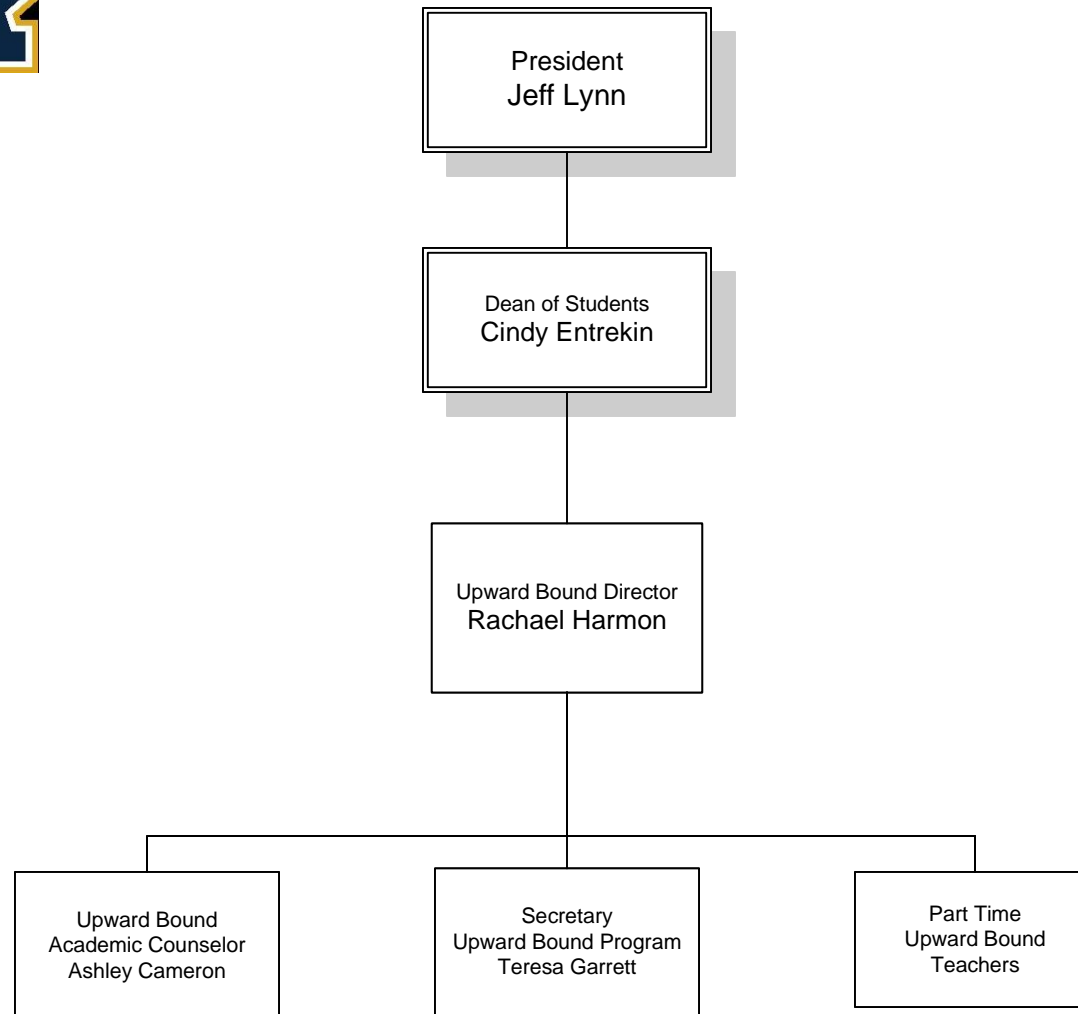 President
Jeff Lynn
Dean of Students
Cindy Entrekin
Upward Bound Director
Rachael Harmon
Upward Bound
Academic Counselor
Ashley Cameron
Secretary
Upward Bound Program
Teresa Garrett
Part Time
Upward Bound
Teachers